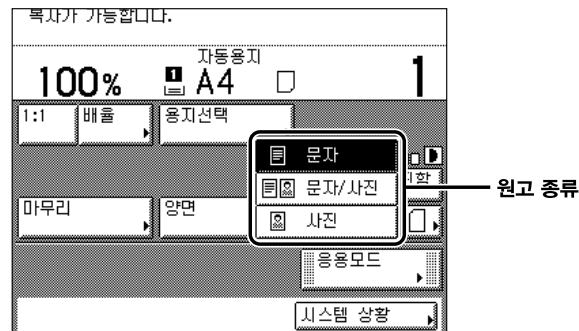 복사가 가능합니다.
자동용지
100% 1 A4 1
1:1 배율 용지선택
문자
문자/사진 원고 종류
사진
마무리 양면
응용모드
시스템 상황